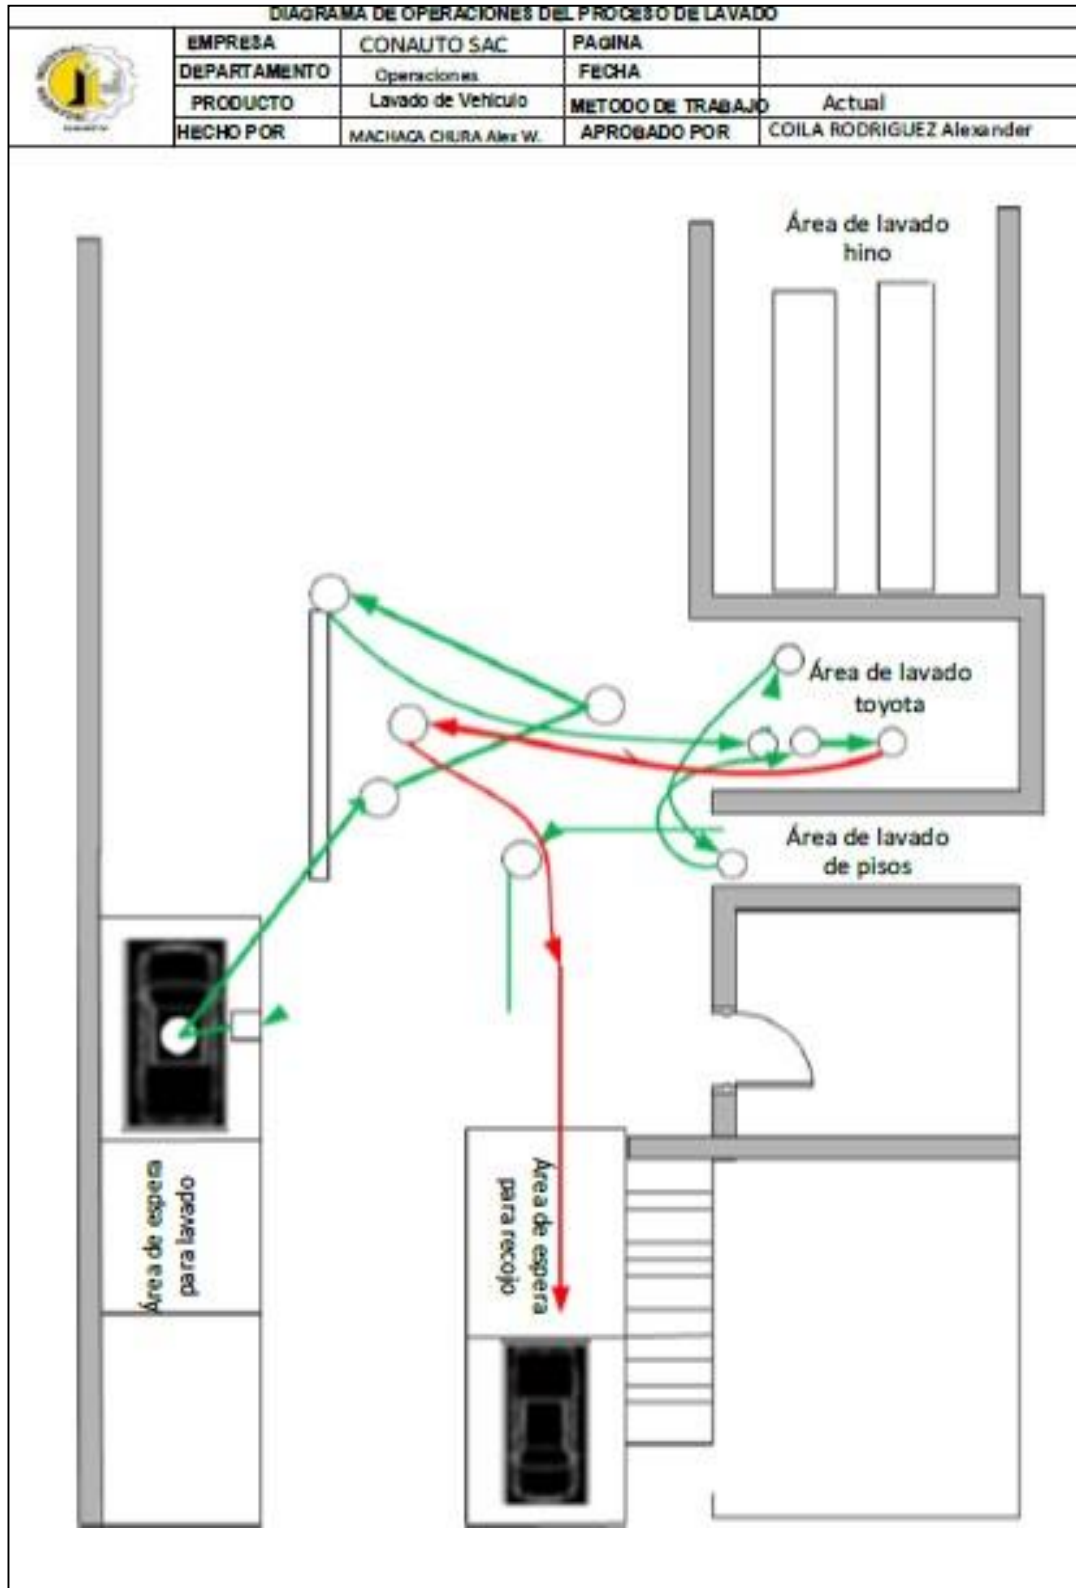 DIAGRAMA DE OPERACIONES DEL PROCESO DE LAVADO
EMPRESA CONAUTO SAC PAGINA
DEPARTAMENTO Operaciones FECHA
PRODUCTO Lavado de Vehículo METODO DE TRABAJO Actual
HECHO POR MACHACA CHURA Alex W. APROBADO POR COILA RODRIGUEZ Alexander
Área de lavado
hino
Área de lavado
toyota
Área de lavado
de pisos
Área de espera
para lavado
Área de espera
para recojo